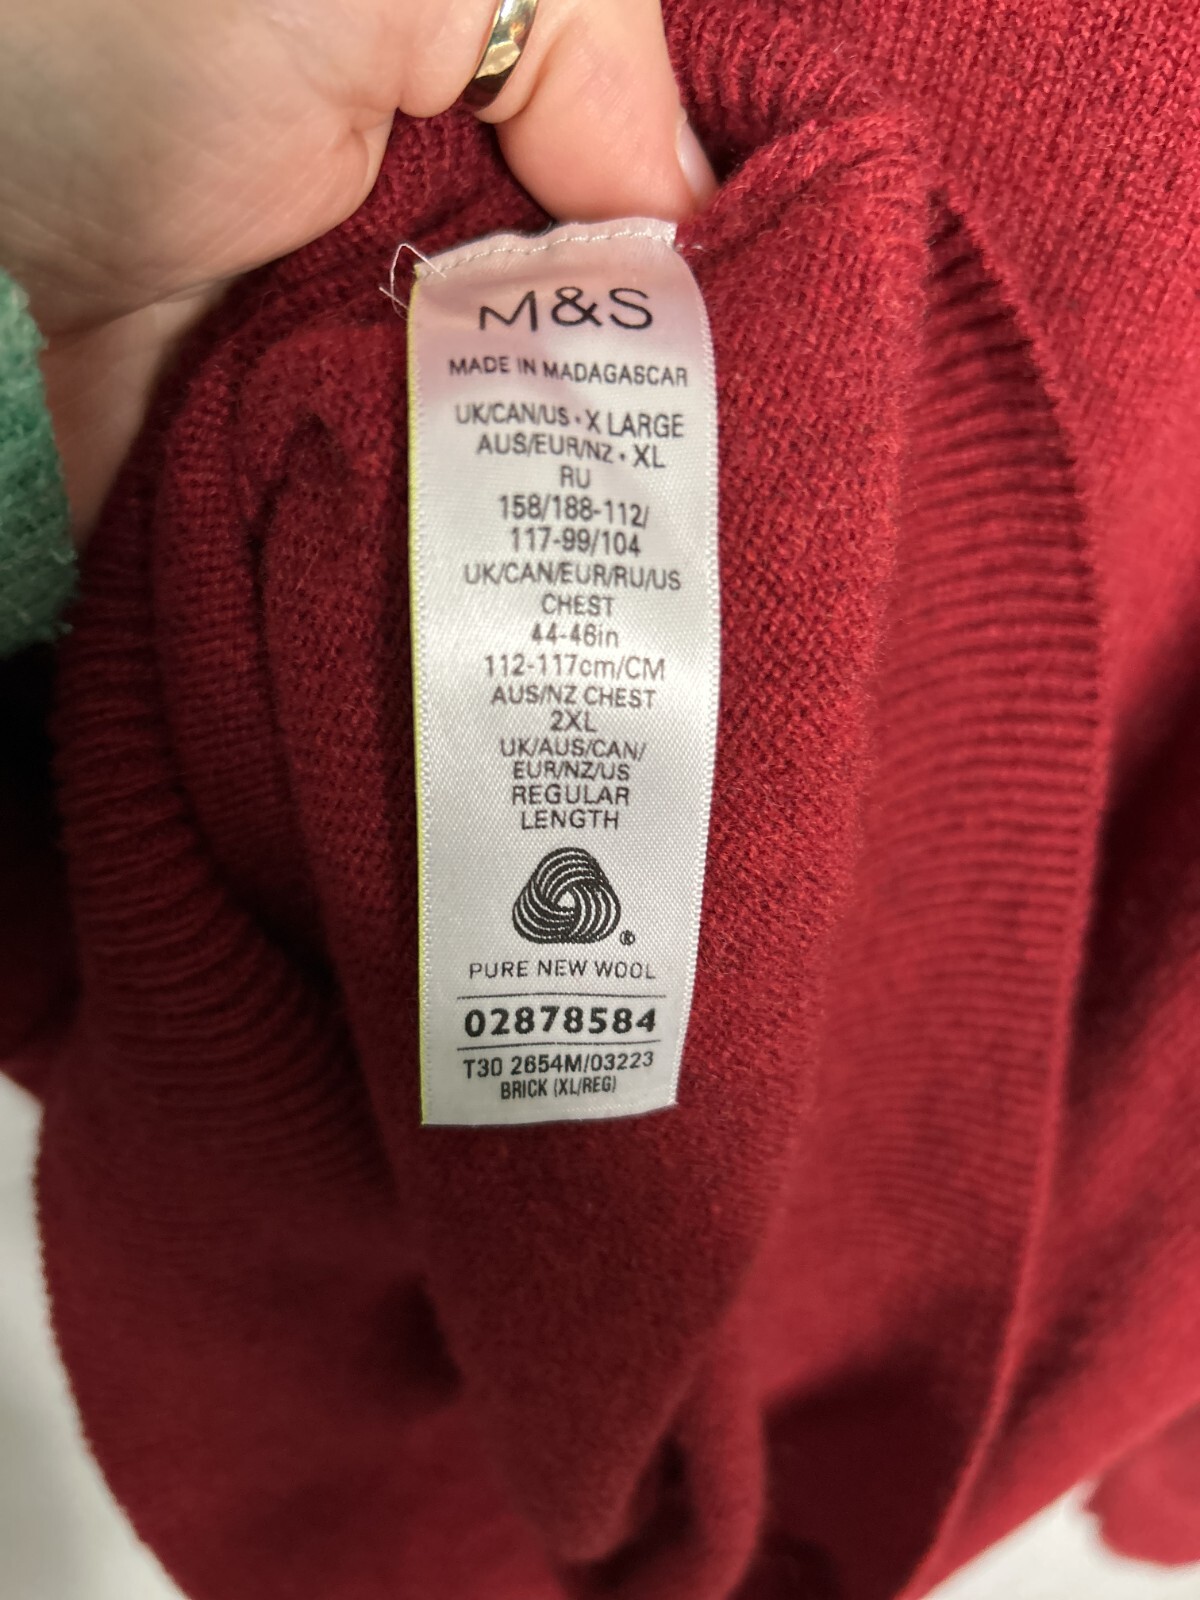 M&S
MADE IN MADAGASCAR
UK/CAN/US • X LARGE
AUS/EUR/NZ • XL
RU
158/188-112/
117-99/104
UK/CAN/EUR/RU/US
CHEST
44-46in
112-117cm/CM
AUS/NZ CHEST
2XL
UK/AUS/CAN/
EUR/NZ/US
REGULAR
LENGTH
®
PURE NEW WOOL
02878584
T30 2654M/03223
BRICK (XL/REG)